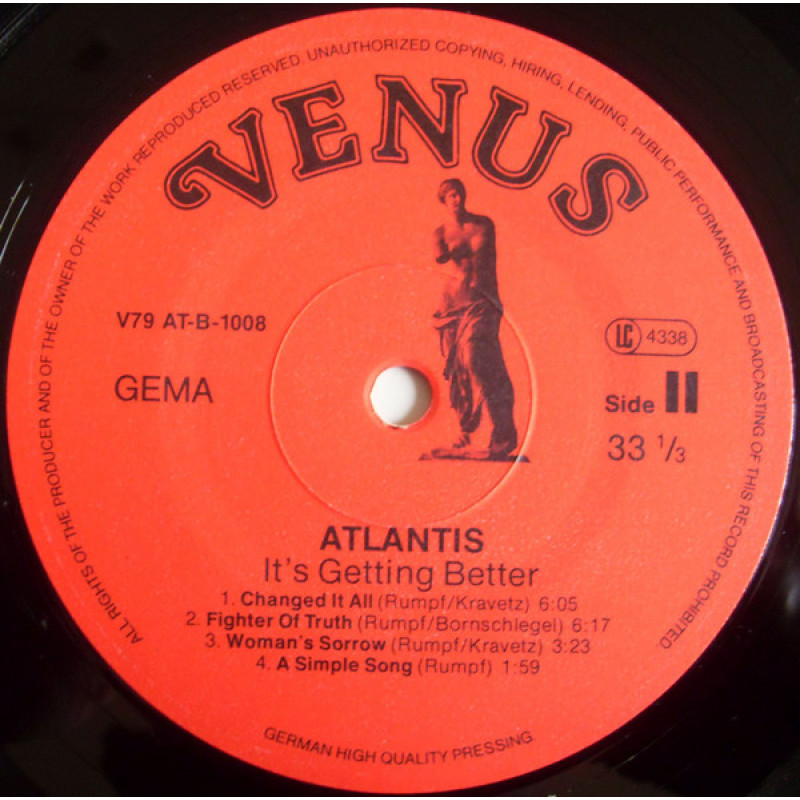 ALL RIGHTS OF THE PRODUCER AND OF THE OWNER OF THE WORK REPRODUCED RESERVED. UNAUTHORIZED COPYING, HIRING, LENDING, PUBLIC PERFORMANCE AND BROADCASTING OF THIS RECORD PROHIBITED.
VENUS
V79 AT-B-1008
LC 4338
GEMA
Side II
33 1/3
ATLANTIS
It's Getting Better
1. Changed It All (Rumpf/Kravetz) 6:05
2. Fighter Of Truth (Rumpf/Bornschlegel) 6:17
3. Woman's Sorrow (Rumpf/Kravetz) 3:23
4. A Simple Song (Rumpf) 1:59
GERMAN HIGH QUALITY PRESSING.